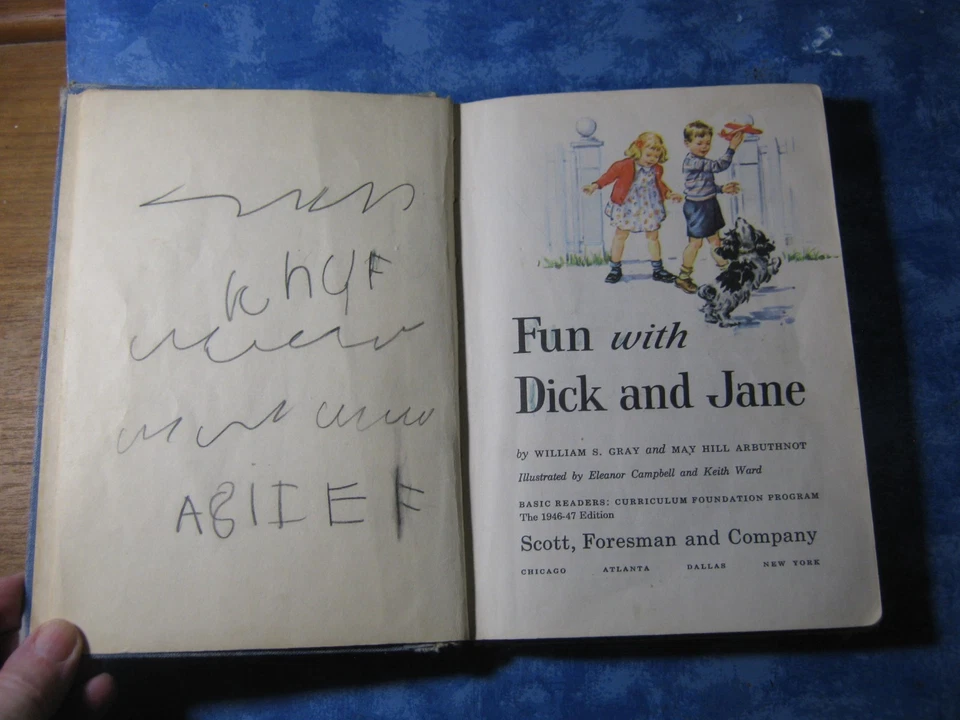 Fun with
Dick and Jane
by WILLIAM S. GRAY and MAY HILL ARBUTHNOT
Illustrated by Eleanor Campbell and Keith Ward
BASIC READERS: CURRICULUM FOUNDATION PROGRAM
The 1946-47 Edition
Scott, Foresman and Company
CHICAGO ATLANTA DALLAS NEW YORK